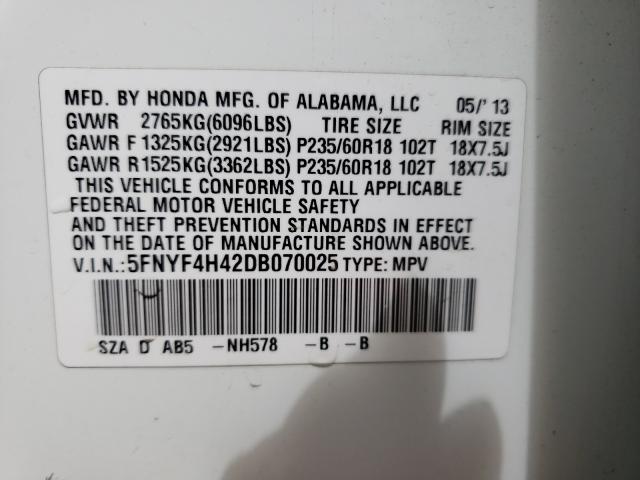 MFD. BY HONDA MFG. OF ALABAMA, LLC 05/'13
GVWR 2765KG(6096LBS) TIRE SIZE RIM SIZE
GAWR F 1325KG(2921LBS) P235/60R18 102T 18X7.5J
GAWR R 1525KG(3362LBS) P235/60R18 102T 18X7.5J
THIS VEHICLE CONFORMS TO ALL APPLICABLE
FEDERAL MOTOR VEHICLE SAFETY
AND THEFT PREVENTION STANDARDS IN EFFECT
ON THE DATE OF MANUFACTURE SHOWN ABOVE.
V.I.N.:5FNYF4H42DB070025 TYPE: MPV
SZA D AB5 -NH578 -B -B